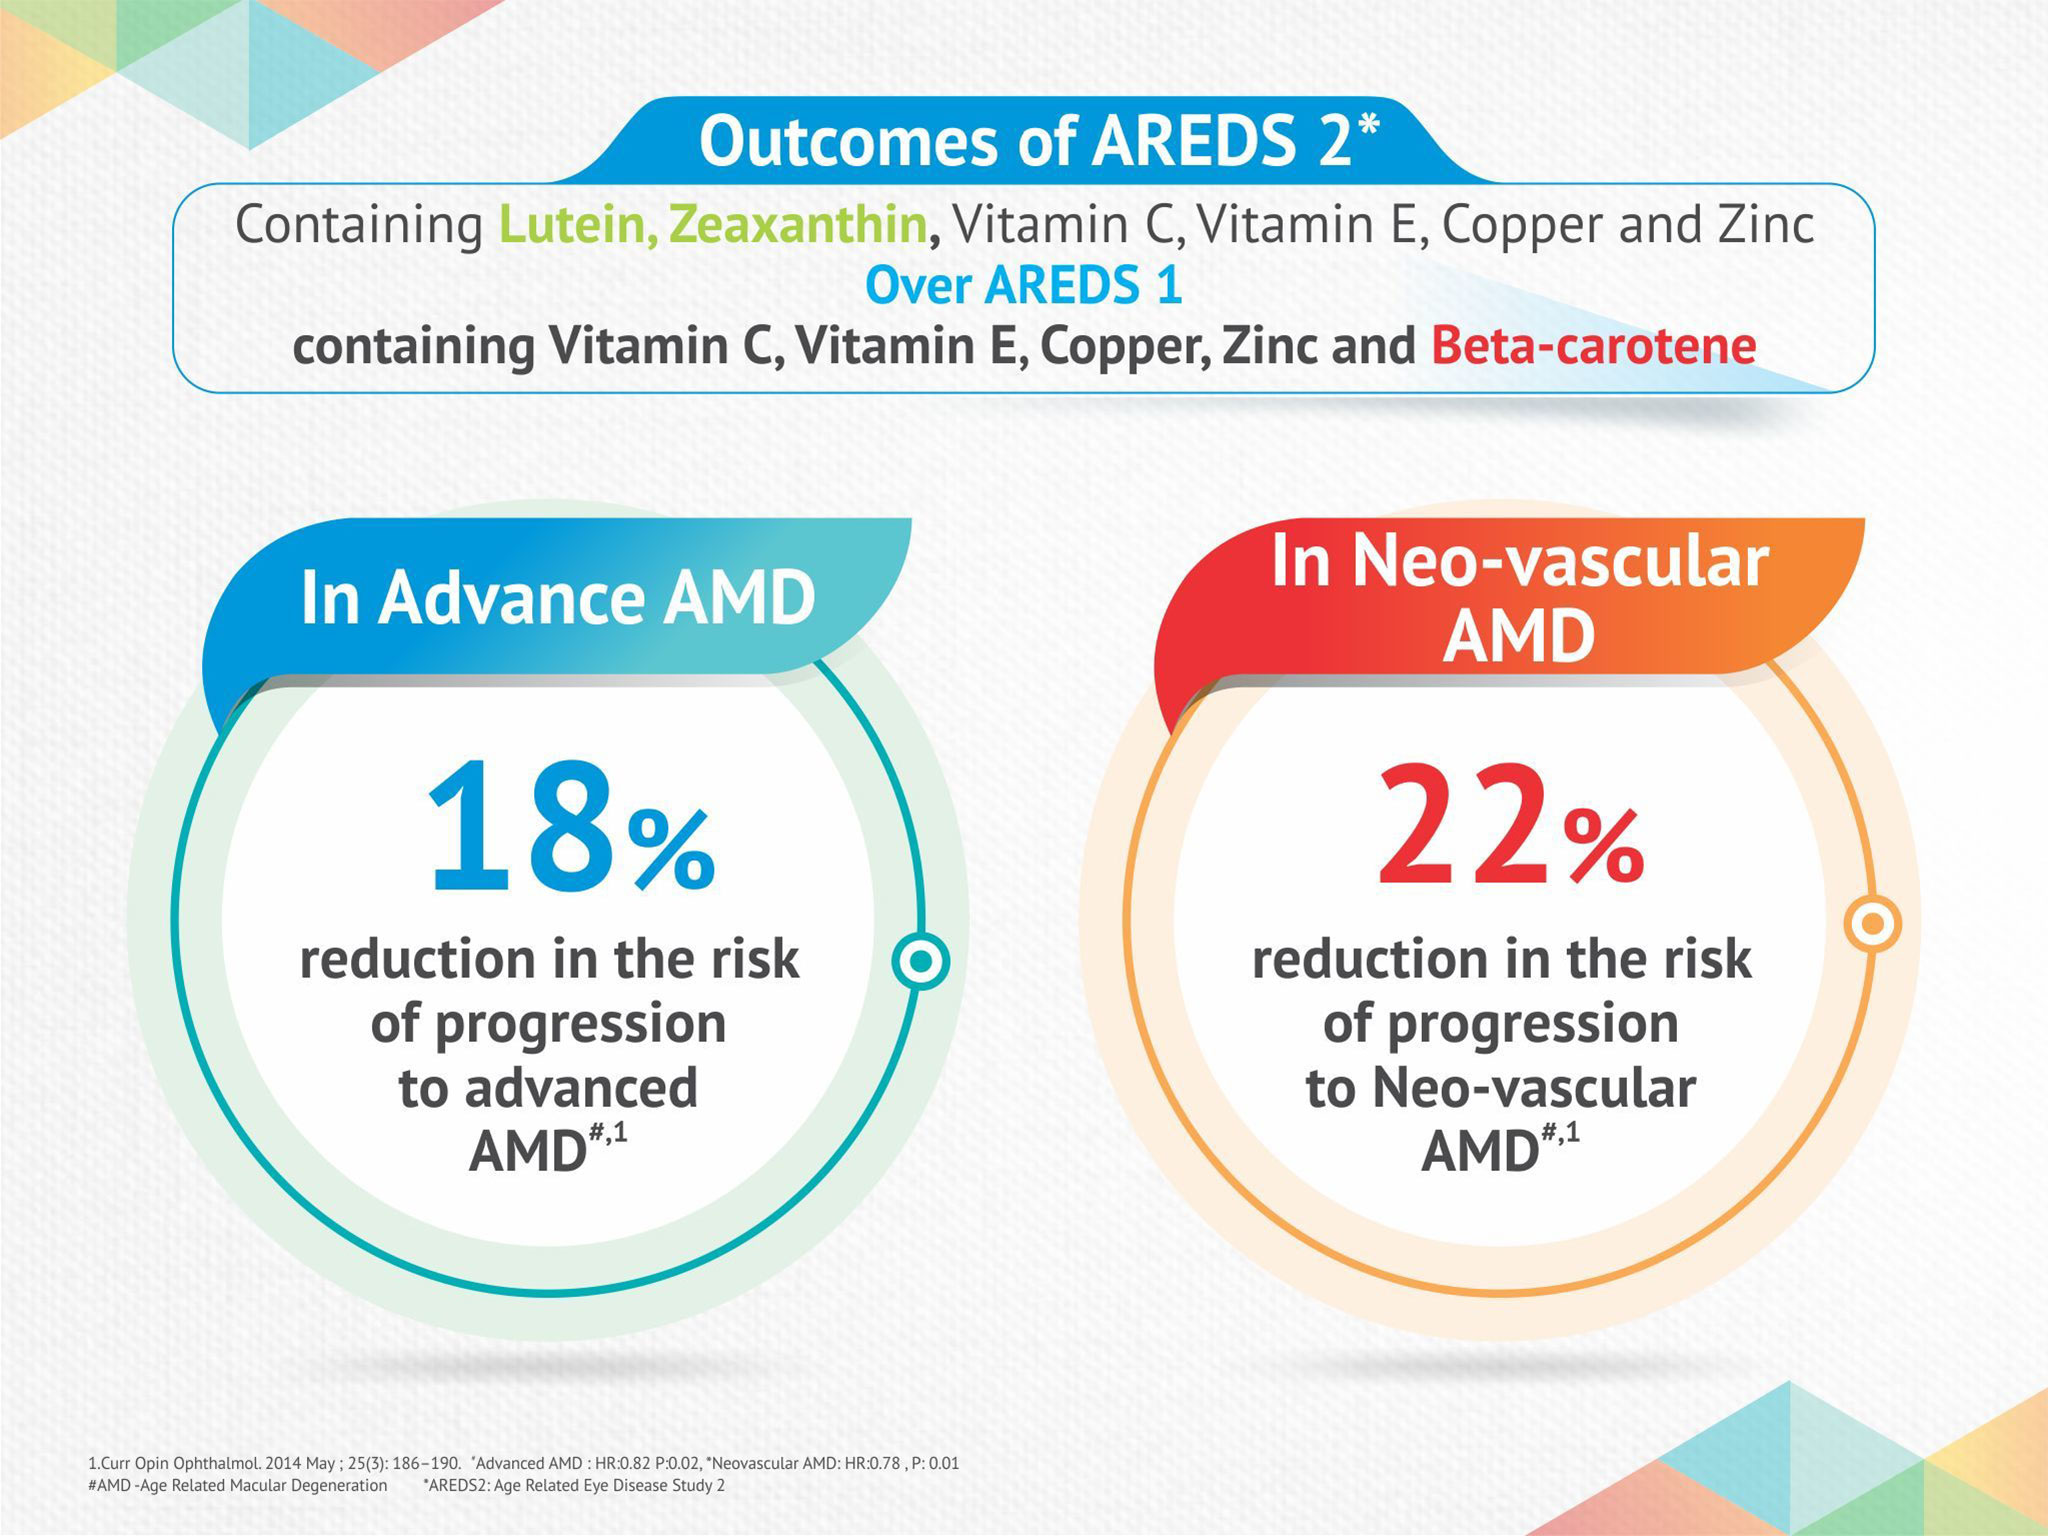 Outcomes of AREDS 2*
Containing Lutein, Zeaxanthin, Vitamin C, Vitamin E, Copper and Zinc
Over AREDS 1
containing Vitamin C, Vitamin E, Copper, Zinc and Beta-carotene
In Advance AMD
18%
reduction in the risk
of progression
to advanced
AMD#,1
In Neo-vascular
AMD
22%
reduction in the risk
of progression
to Neo-vascular
AMD#,1
1.Curr Opin Ophthalmol. 2014 May ; 25(3): 186–190. *Advanced AMD : HR:0.82 P:0.02, *Neovascular AMD: HR:0.78 , P: 0.01
#AMD -Age Related Macular Degeneration *AREDS2: Age Related Eye Disease Study 2